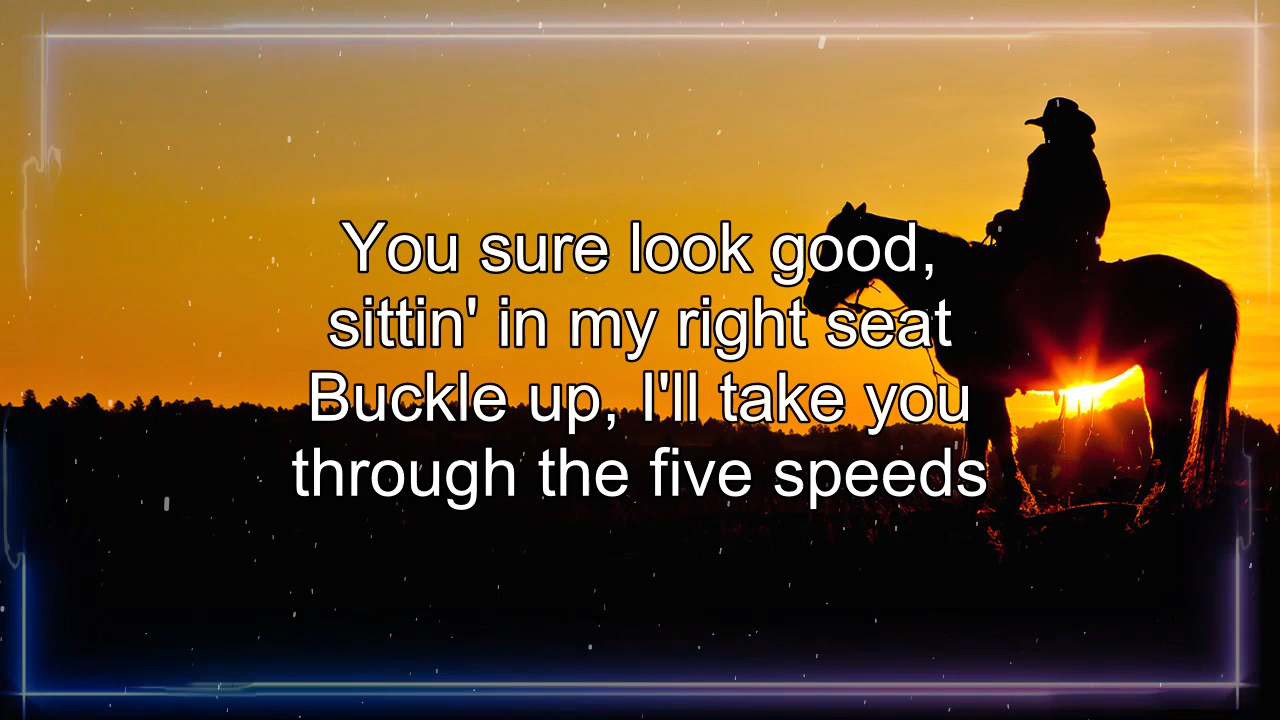 You sure look good,
sittin' in my right seat
Buckle up, I'll take you
through the five speeds